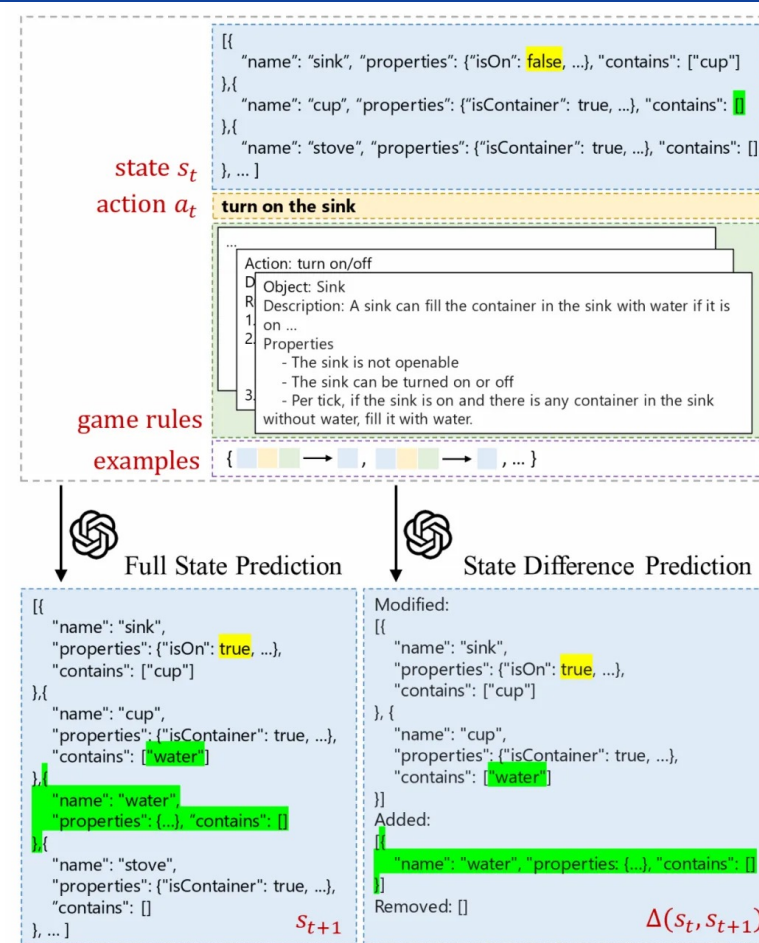 [{
"name": "sink", "properties": {"isOn": false, …}, "contains": ["cup"]
},{
"name": "cup", "properties": {"isContainer": true, …}, "contains": []
},{
"name": "stove", "properties": {"isContainer": true, …}, "contains": []
}, … ]
state s_t
action a_t
turn on the sink
...
Action: turn on/off
D
R
1.
2.
3.
Object: Sink
Description: A sink can fill the container in the sink with water if it is
on ...
Properties
- The sink is not openable
- The sink can be turned on or off
- Per tick, if the sink is on and there is any container in the sink
without water, fill it with water.
game rules
examples
{ → , → , ... }
Full State Prediction
[{
"name": "sink",
"properties": {"isOn": true, …},
"contains": ["cup"]
},{
"name": "cup",
"properties": {"isContainer": true, …},
"contains": ["water"]
},{
"name": "water",
"properties": {…}, "contains": []
},{
"name": "stove",
"properties": {"isContainer": true, …},
"contains": []
}, … ]
s_{t+1}
State Difference Prediction
Modified:
[{
"name": "sink",
"properties": {"isOn": true, …},
"contains": ["cup"]
}, {
"name": "cup",
"properties": {"isContainer": true, …},
"contains": ["water"]
}]
Added:
[{
"name": "water", "properties: {…}, "contains": []
}]
Removed: []
Δ(s_t, s_{t+1})